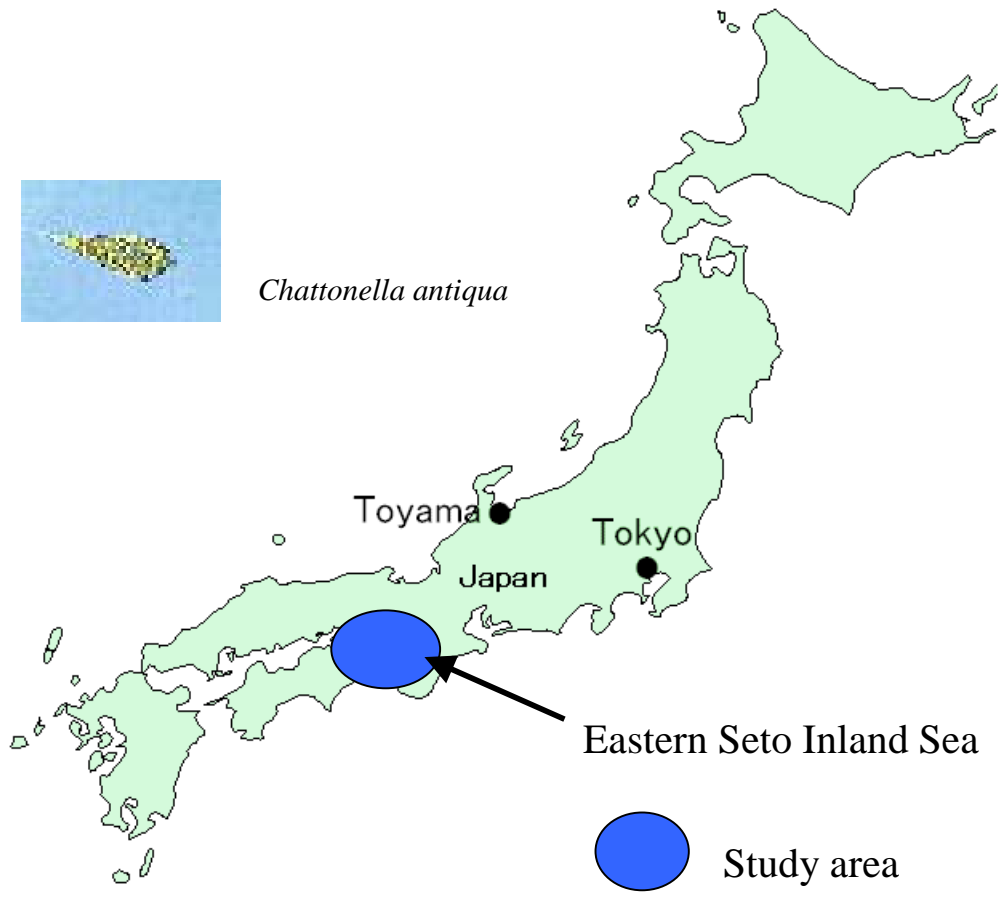 Chattonella antiqua
Toyama
Tokyo
Japan
Eastern Seto Inland Sea
Study area